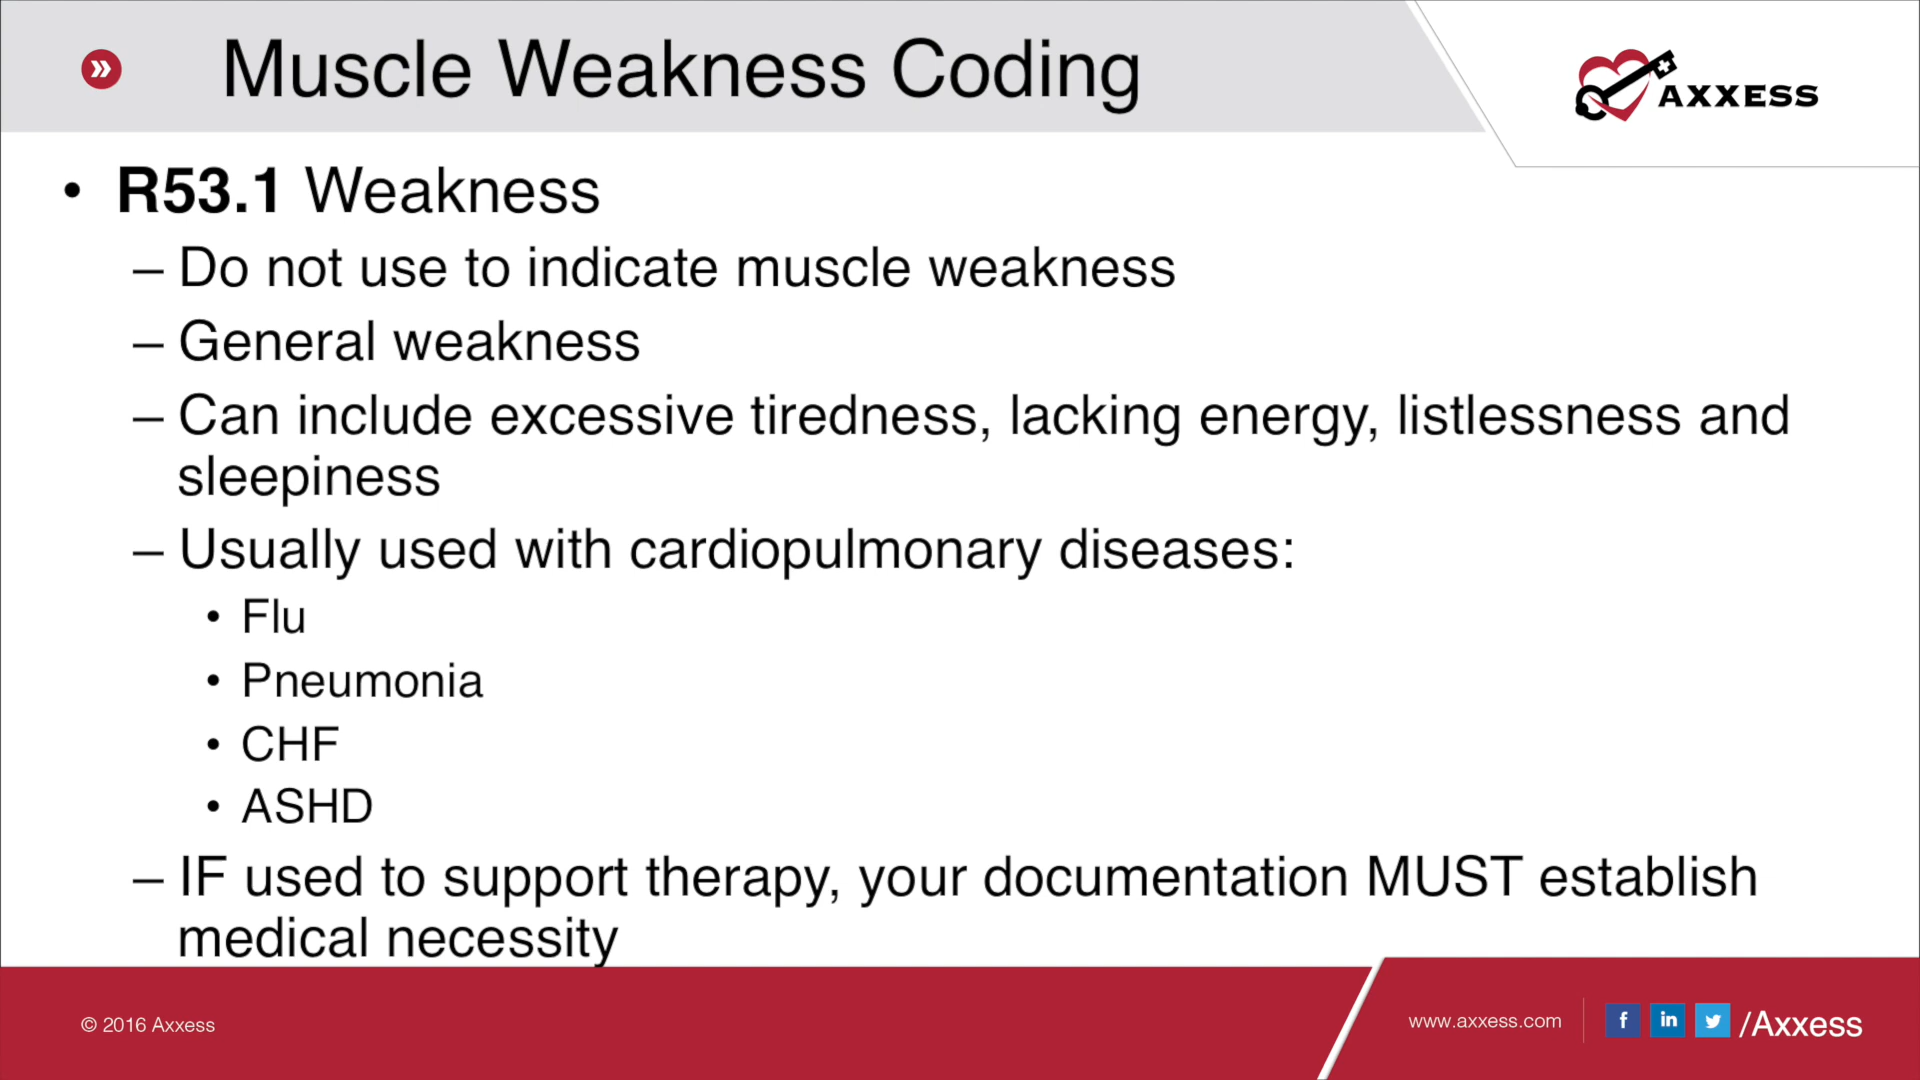 Muscle Weakness Coding
AXXESS
• R53.1 Weakness
– Do not use to indicate muscle weakness
– General weakness
– Can include excessive tiredness, lacking energy, listlessness and
sleepiness
– Usually used with cardiopulmonary diseases:
• Flu
• Pneumonia
• CHF
• ASHD
– IF used to support therapy, your documentation MUST establish
medical necessity
© 2016 Axxess
www.axxess.com
/Axxess